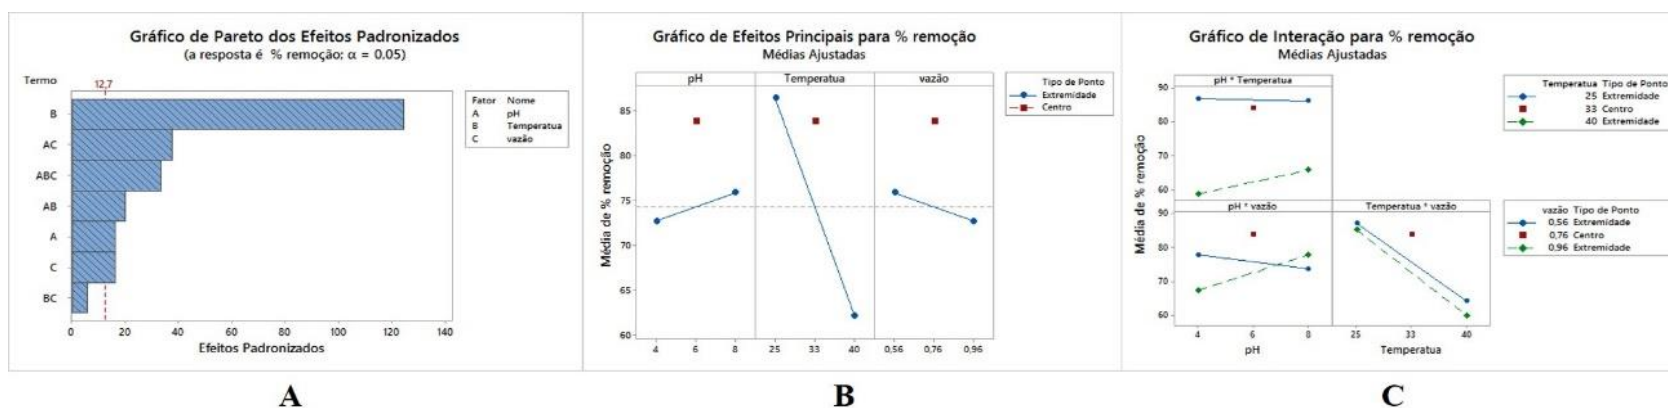 Gráfico de Pareto dos Efeitos Padronizados
(a resposta é % remoção; α = 0.05)
Termo
12,7
B
AC
ABC
AB
A
C
BC
0 20 40 60 80 100 120 140
Efeitos Padronizados
Fator Nome
A pH
B Temperatua
C vazão
A
Gráfico de Efeitos Principais para % remoção
Médias Ajustadas
pH Temperatua vazão
Média de % remoção
85
80
75
70
65
60
4 6 8 25 33 40 0,56 0,76 0,96
Tipo de Ponto
Extremidade
Centro
B
Gráfico de Interação para % remoção
Médias Ajustadas
pH * Temperatua
90
80
70
60
Média de % remoção
pH * vazão Temperatua * vazão
90
80
70
60
4 6 8 25 33 40
pH Temperatua
Temperatua Tipo de Ponto
25 Extremidade
33 Centro
40 Extremidade
vazão Tipo de Ponto
0,56 Extremidade
0,76 Centro
0,96 Extremidade
C